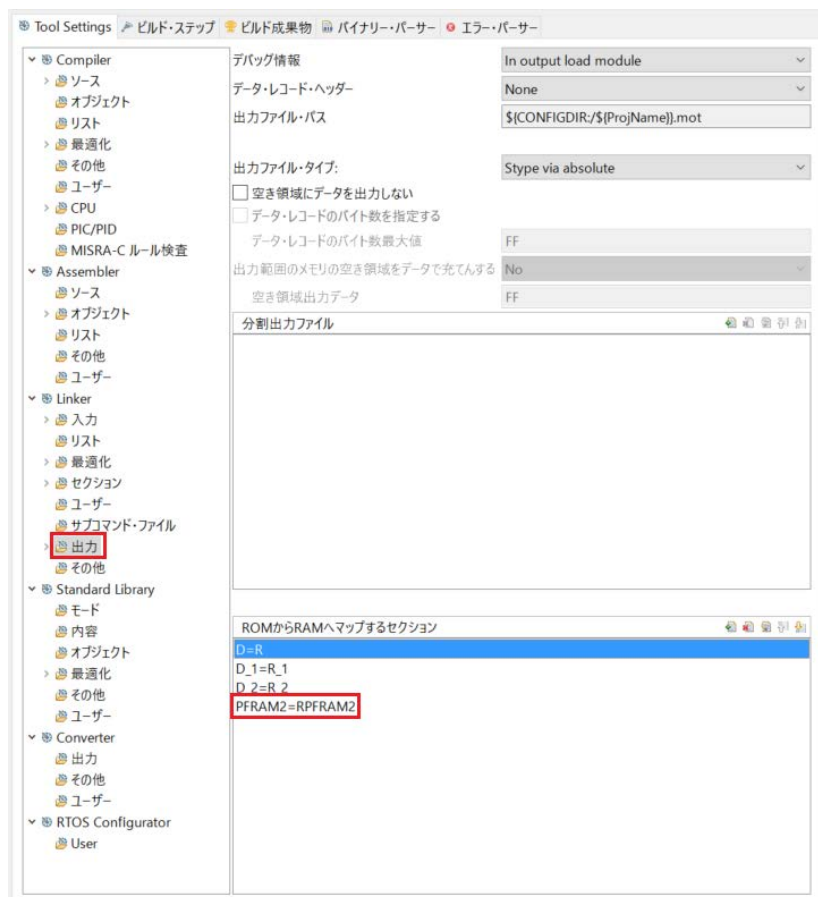 Tool Settings ビルド・ステップ ビルド成果物 バイナリー・パーサー エラー・パーサー
Compiler
ソース
オブジェクト
リスト
最適化
その他
ユーザー
CPU
PIC/PID
MISRA-C ルール検査
Assembler
ソース
オブジェクト
リスト
その他
ユーザー
Linker
入力
リスト
最適化
セクション
ユーザー
サブコマンド・ファイル
出力
その他
Standard Library
モード
内容
オブジェクト
最適化
その他
ユーザー
Converter
出力
その他
ユーザー
RTOS Configurator
User
デバッグ情報 In output load module
データ・レコード・ヘッダー None
出力ファイル・パス ${CONFIGDIR:/${ProjName}}.mot
出力ファイル・タイプ: Stype via absolute
空き領域にデータを出力しない
データ・レコードのバイト数を指定する
データ・レコードのバイト数最大値 FF
出力範囲のメモリの空き領域をデータで充てんする No
空き領域出力データ FF
分割出力ファイル
ROMからRAMへマップするセクション
D=R
D_1=R_1
D_2=R_2
PFRAM2=RPFRAM2